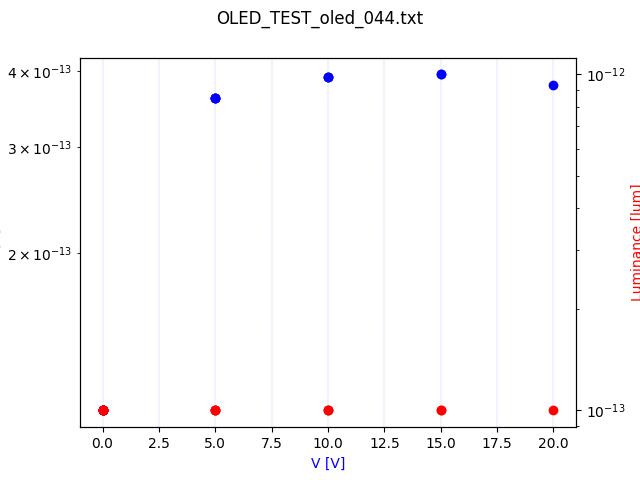 OLED_TEST_oled_044.txt
4 × 10⁻¹³
3 × 10⁻¹³
2 × 10⁻¹³
10⁻¹²
10⁻¹³
Luminance [lum]
0.0 2.5 5.0 7.5 10.0 12.5 15.0 17.5 20.0
V [V]